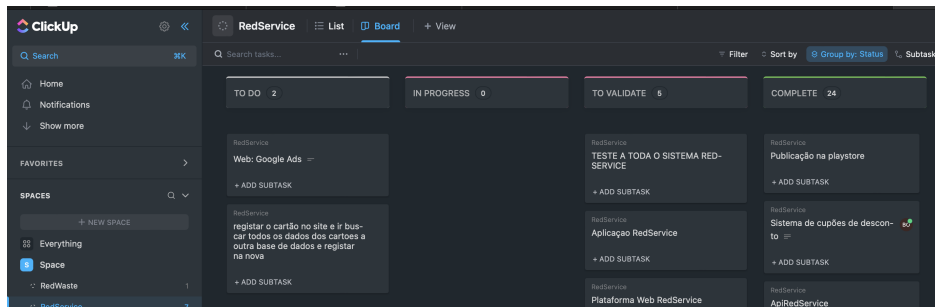 ClickUp
Search
⌘K
Home
Notifications
Show more
FAVORITES
SPACES
+ NEW SPACE
Everything
S Space
RedWaste 1
RedService 7
RedService
List
Board
+ View
Search tasks...
Filter
Sort by
Group by: Status
Subtask
TO DO 2
RedService
Web: Google Ads
+ ADD SUBTASK
RedService
registar o cartão no site e ir bus-
car todos os dados dos cartoes a
outra base de dados e registar
na nova
+ ADD SUBTASK
IN PROGRESS 0
TO VALIDATE 5
RedService
TESTE A TODA O SISTEMA RED-
SERVICE
+ ADD SUBTASK
RedService
Aplicaçao RedService
+ ADD SUBTASK
RedService
Plataforma Web RedService
COMPLETE 24
RedService
Publicação na playstore
+ ADD SUBTASK
RedService
Sistema de cupões de descon-
to
+ ADD SUBTASK
RedService
ApiRedService